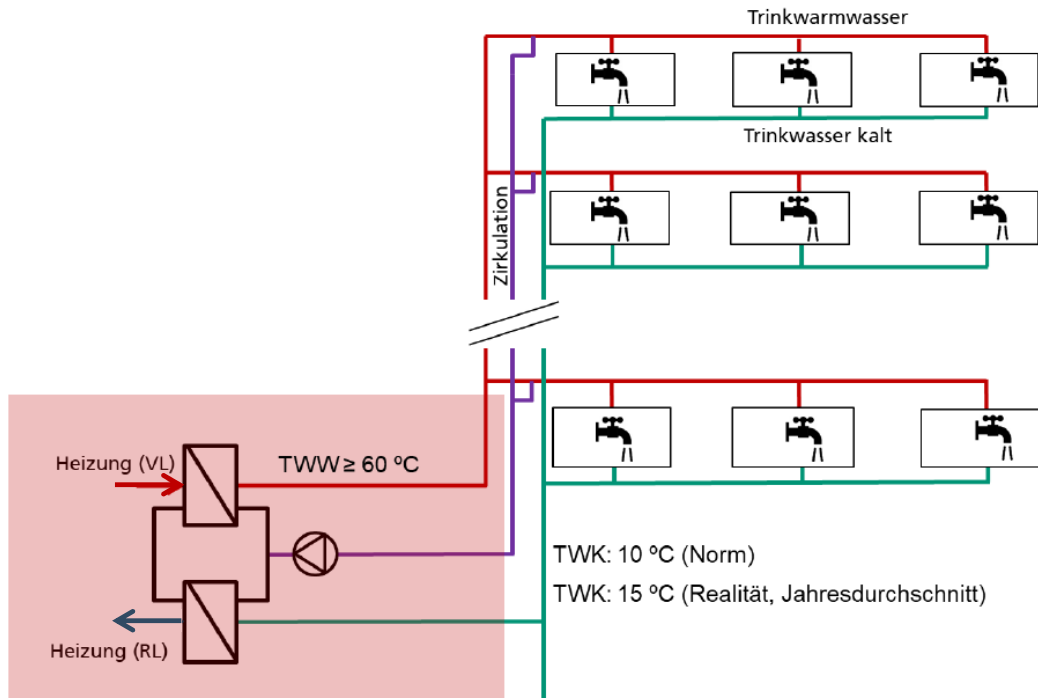 Trinkwarmwasser
Trinkwasser kalt
Zirkulation
Heizung (VL)
TWW ≥ 60 ºC
TWK: 10 ºC (Norm)
TWK: 15 ºC (Realität, Jahresdurchschnitt)
Heizung (RL)